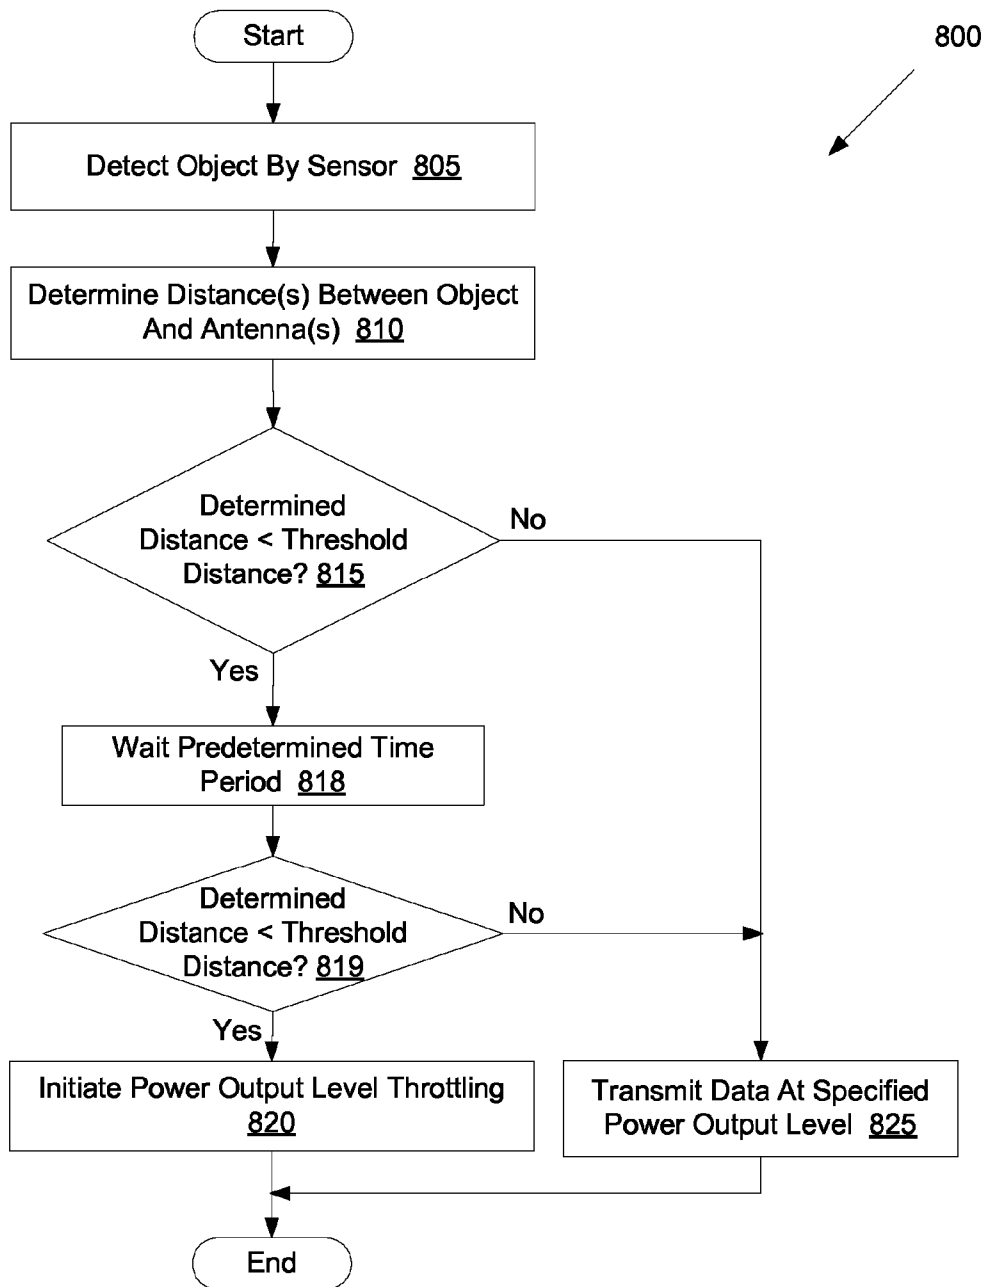 Start
800
Detect Object By Sensor 805
Determine Distance(s) Between Object
And Antenna(s) 810
Determined
Distance < Threshold
Distance? 815
No
Yes
Wait Predetermined Time
Period 818
Determined
Distance < Threshold
Distance? 819
No
Yes
Initiate Power Output Level Throttling
820
Transmit Data At Specified
Power Output Level 825
End